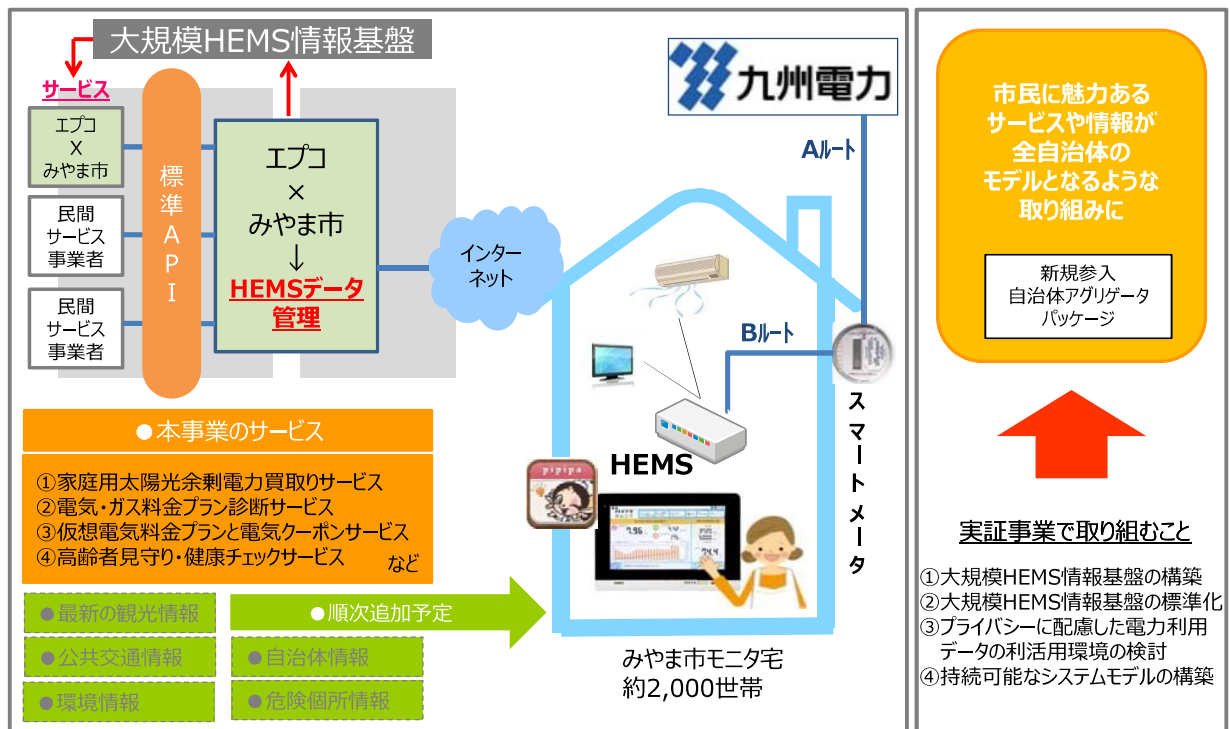 大規模HEMS情報基盤
サービス
エプコ
X
みやま市
民間
サービス
事業者
民間
サービス
事業者
標準API
エプコ
×
みやま市
↓
HEMSデータ
管理
インター
ネット
九州電力
Aルート
Bルート
スマートメータ
HEMS
pipipa
7.96
74.4
みやま市モニタ宅
約2,000世帯
●本事業のサービス
①家庭用太陽光余剰電力買取りサービス
②電気・ガス料金プラン診断サービス
③仮想電気料金プランと電気クーポンサービス
④高齢者見守り・健康チェックサービス
など
●最新の観光情報
●順次追加予定
●公共交通情報
●自治体情報
●環境情報
●危険個所情報
市民に魅力ある
サービスや情報が
全自治体の
モデルとなるような
取り組みに
新規参入
自治体アグリゲータ
パッケージ
実証事業で取り組むこと
①大規模HEMS情報基盤の構築
②大規模HEMS情報基盤の標準化
③プライバシーに配慮した電力利用
データの利活用環境の検討
④持続可能なシステムモデルの構築